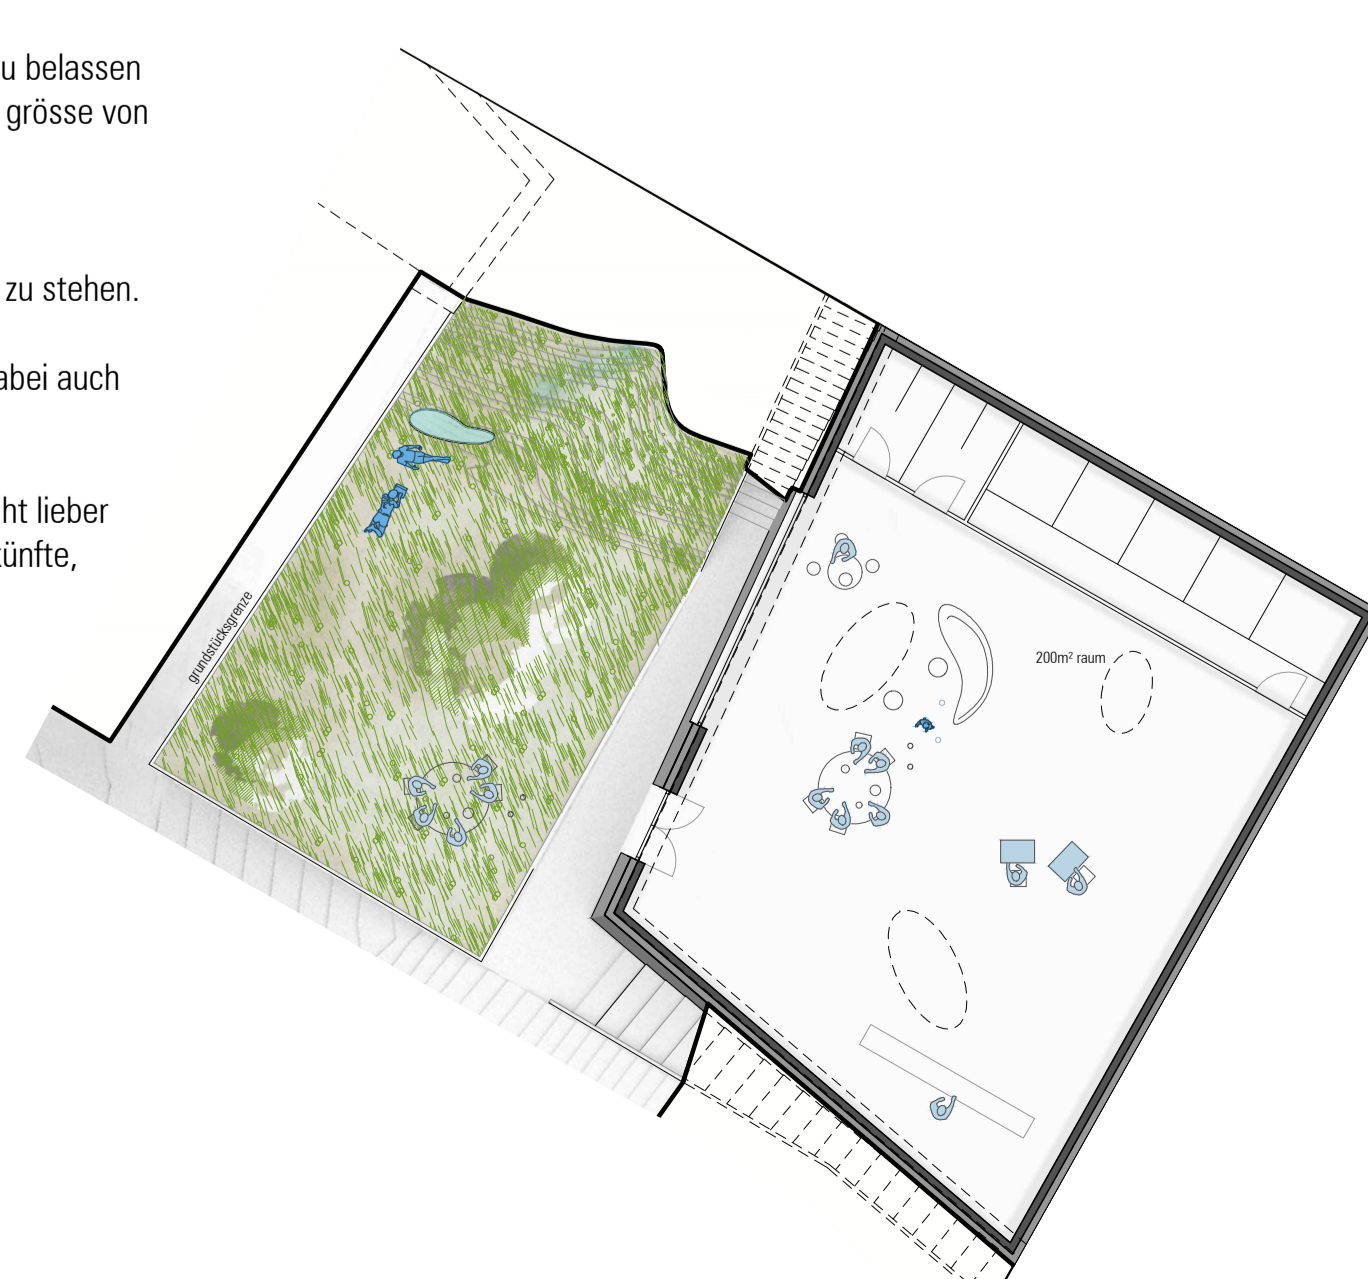 u belassen
grösse von
zu stehen.
abei auch
ht lieber
künfte,
grundstücksgrenze
200m² raum